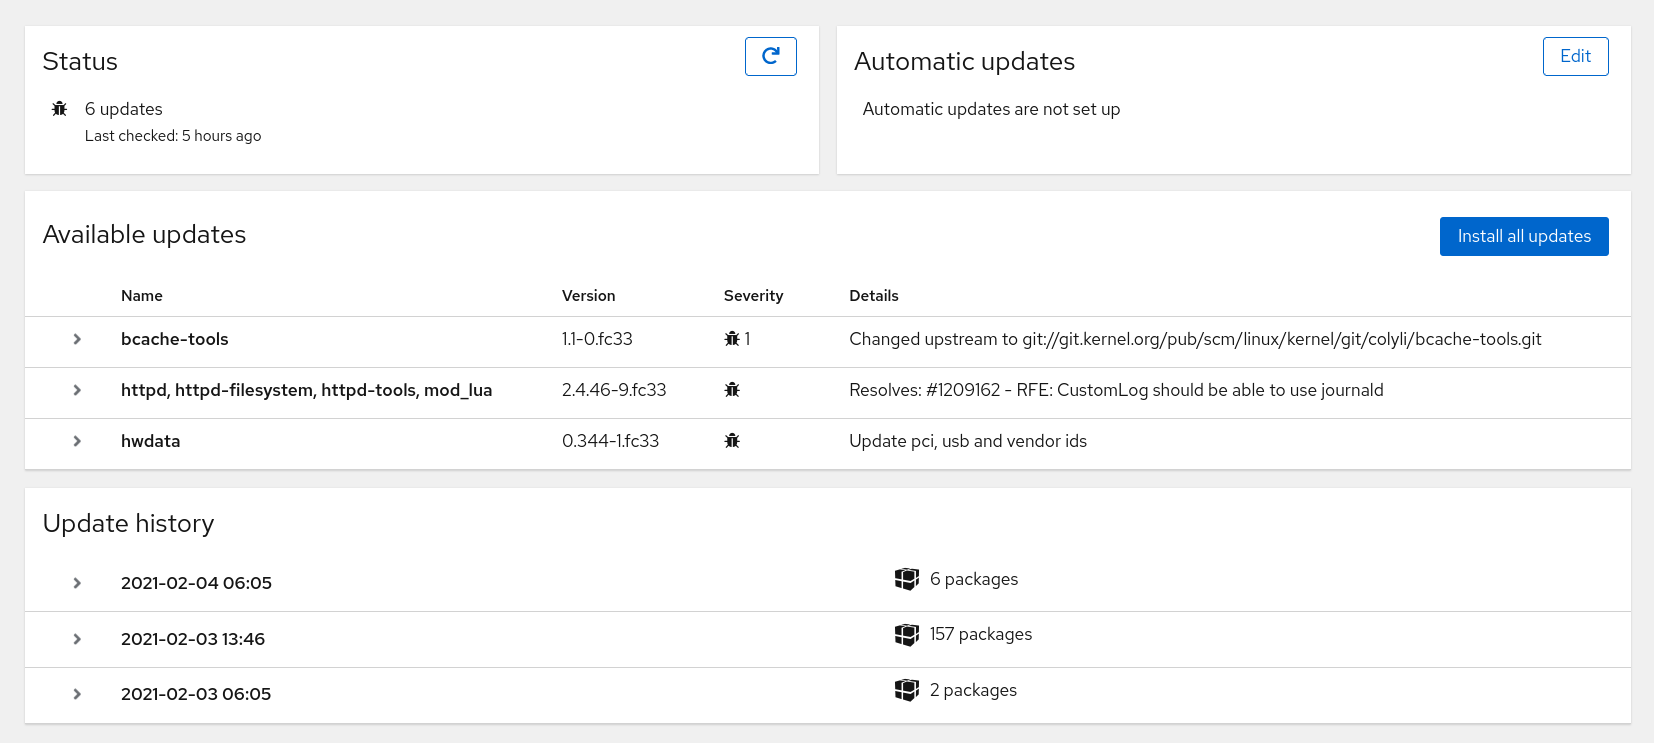 Status
6 updates
Last checked: 5 hours ago
Automatic updates
Edit
Automatic updates are not set up
Available updates
Install all updates
Name Version Severity Details
bcache-tools 1.1-0.fc33 1 Changed upstream to git://git.kernel.org/pub/scm/linux/kernel/git/colyli/bcache-tools.git
httpd, httpd-filesystem, httpd-tools, mod_lua 2.4.46-9.fc33 Resolves: #1209162 - RFE: CustomLog should be able to use journald
hwdata 0.344-1.fc33 Update pci, usb and vendor ids
Update history
2021-02-04 06:05 6 packages
2021-02-03 13:46 157 packages
2021-02-03 06:05 2 packages